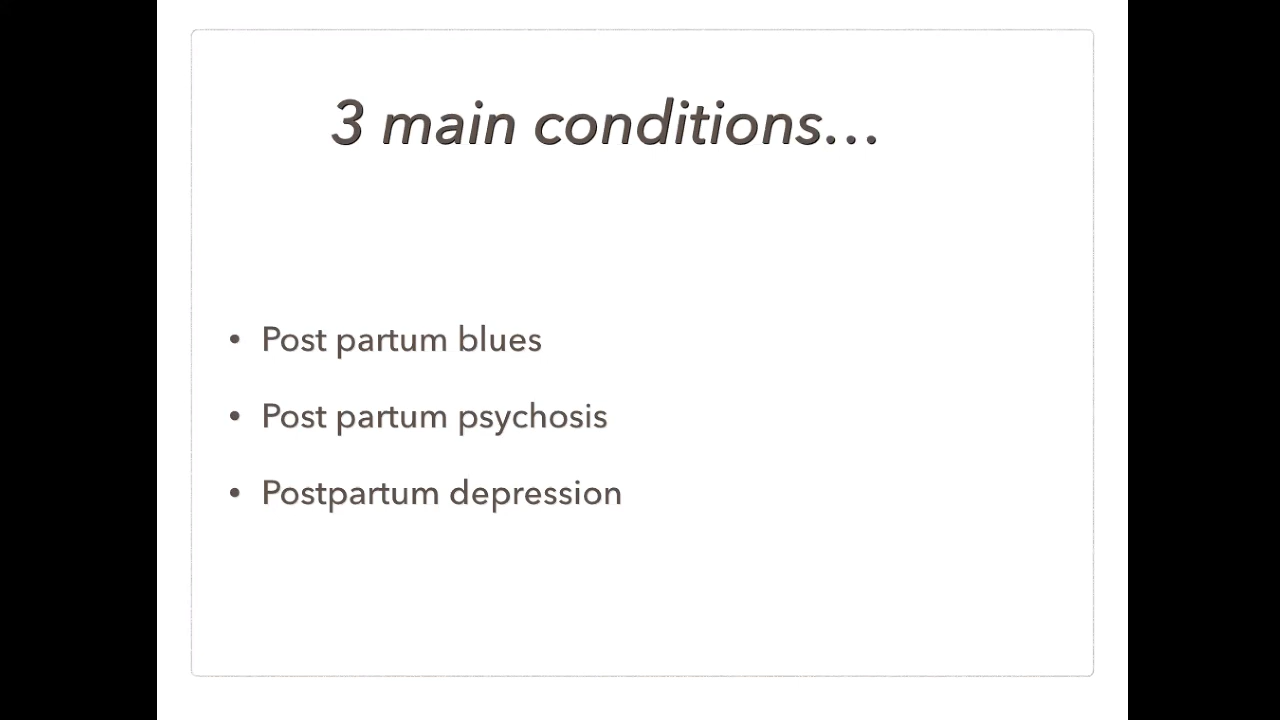 3 main conditions…
• Post partum blues
• Post partum psychosis
• Postpartum depression